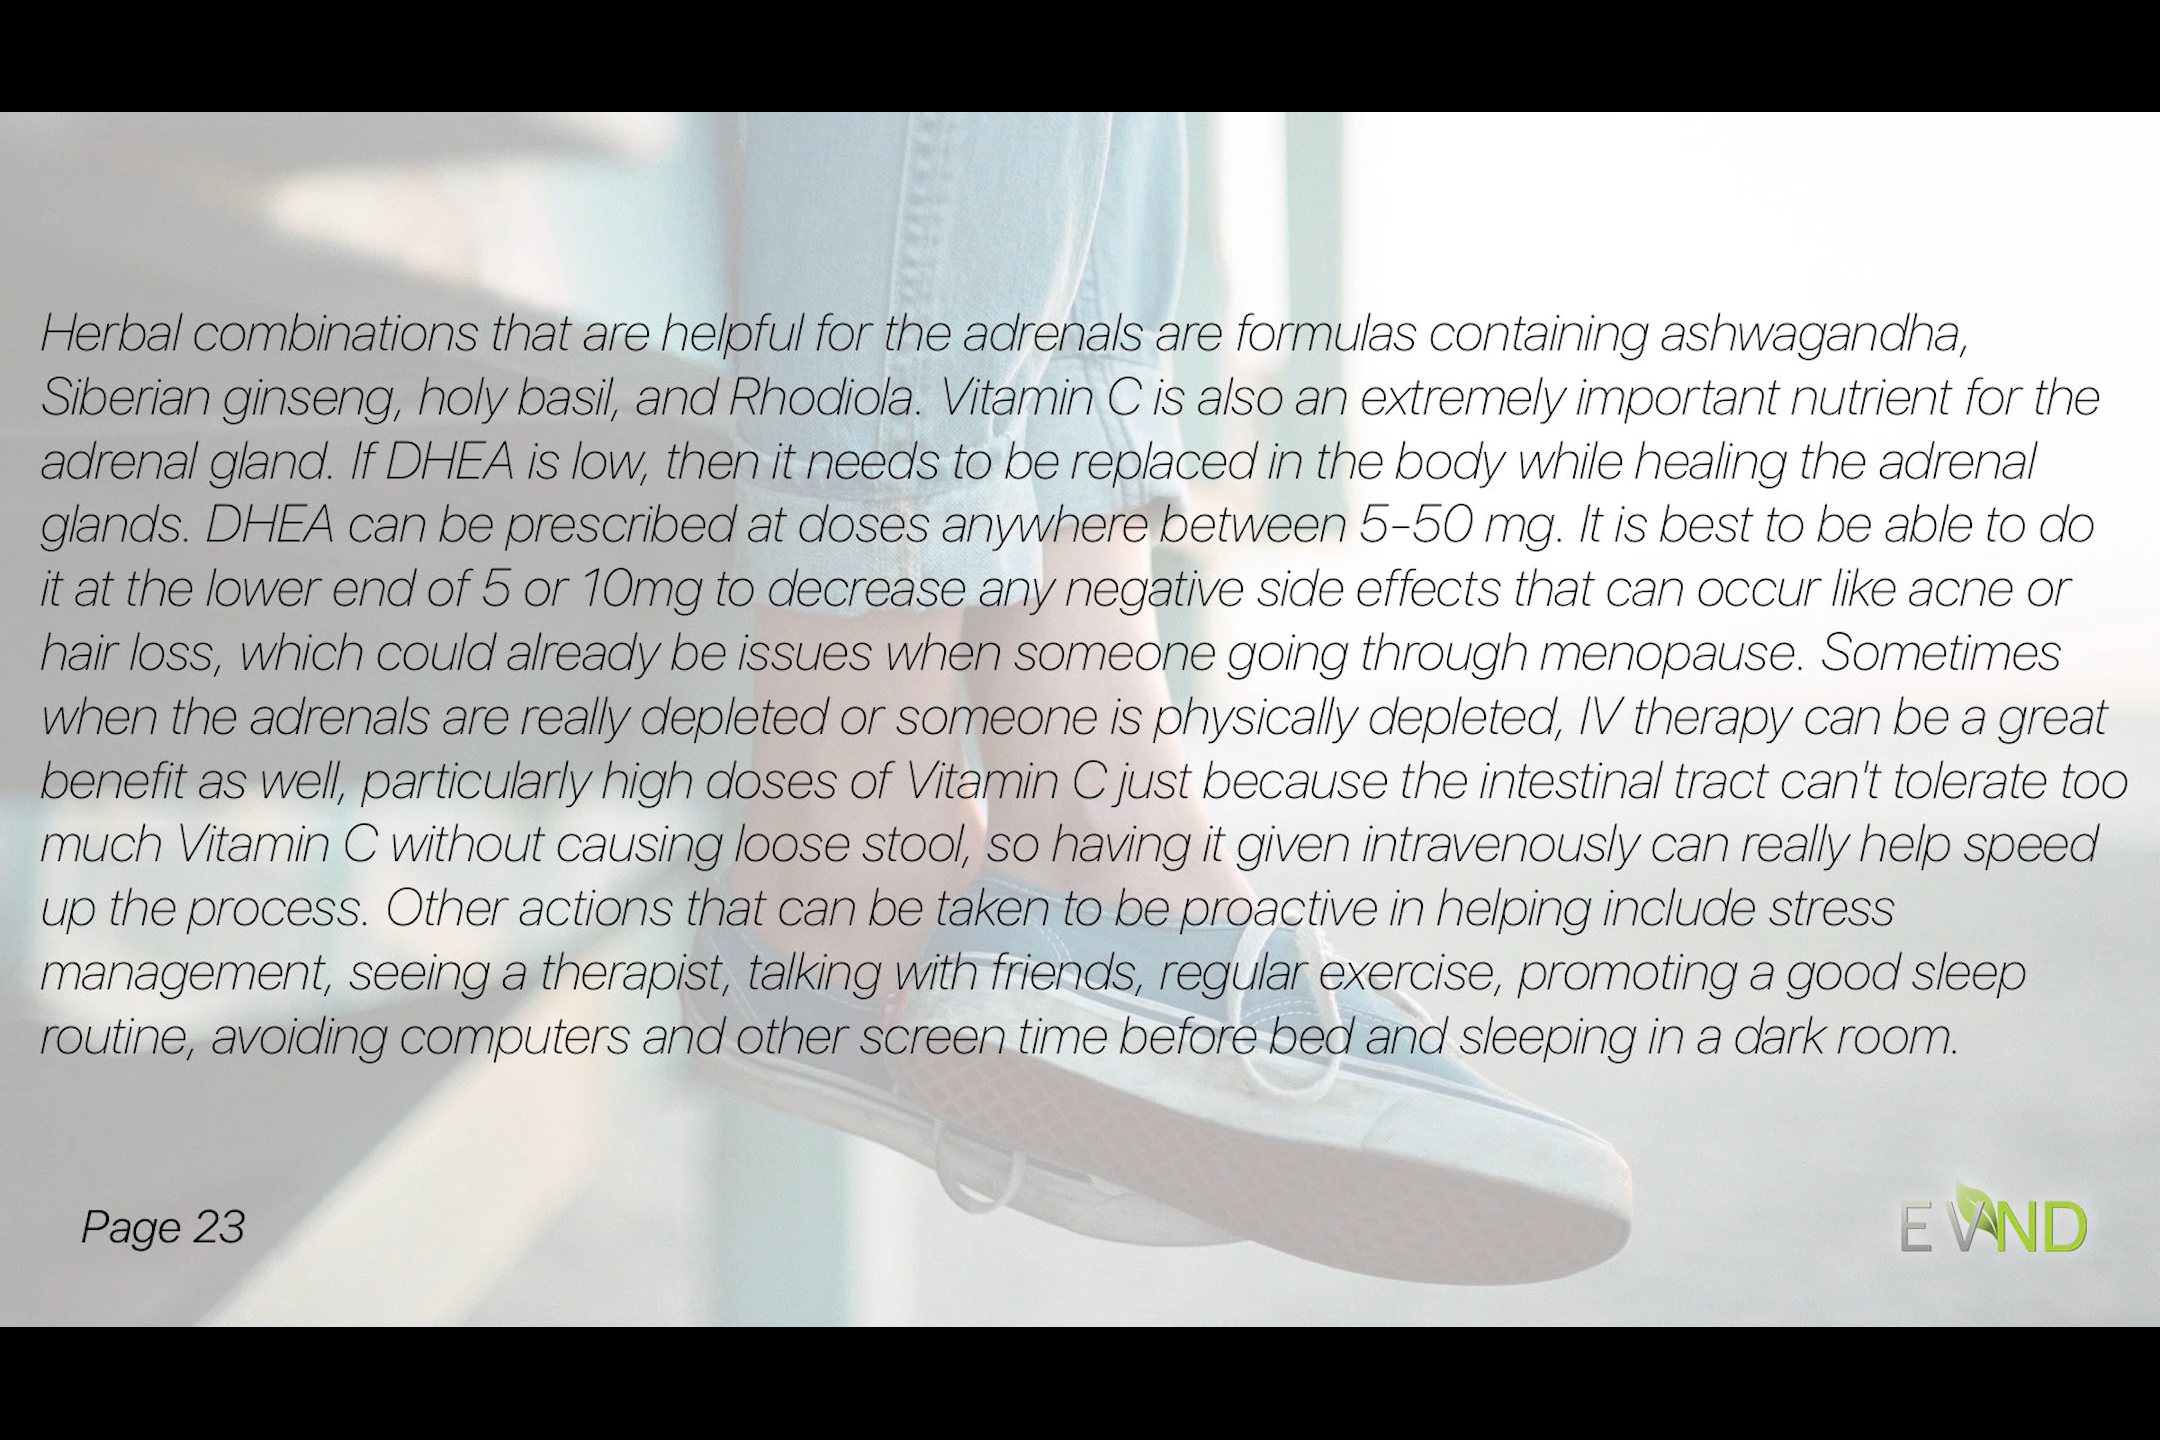 Herbal combinations that are helpful for the adrenals are formulas containing ashwagandha,
Siberian ginseng, holy basil, and Rhodiola. Vitamin C is also an extremely important nutrient for the
adrenal gland. If DHEA is low, then it needs to be replaced in the body while healing the adrenal
glands. DHEA can be prescribed at doses anywhere between 5-50 mg. It is best to be able to do
it at the lower end of 5 or 10mg to decrease any negative side effects that can occur like acne or
hair loss, which could already be issues when someone going through menopause. Sometimes
when the adrenals are really depleted or someone is physically depleted, IV therapy can be a great
benefit as well, particularly high doses of Vitamin C just because the intestinal tract can't tolerate too
much Vitamin C without causing loose stool, so having it given intravenously can really help speed
up the process. Other actions that can be taken to be proactive in helping include stress
management, seeing a therapist, talking with friends, regular exercise, promoting a good sleep
routine, avoiding computers and other screen time before bed and sleeping in a dark room.
Page 23
EVND